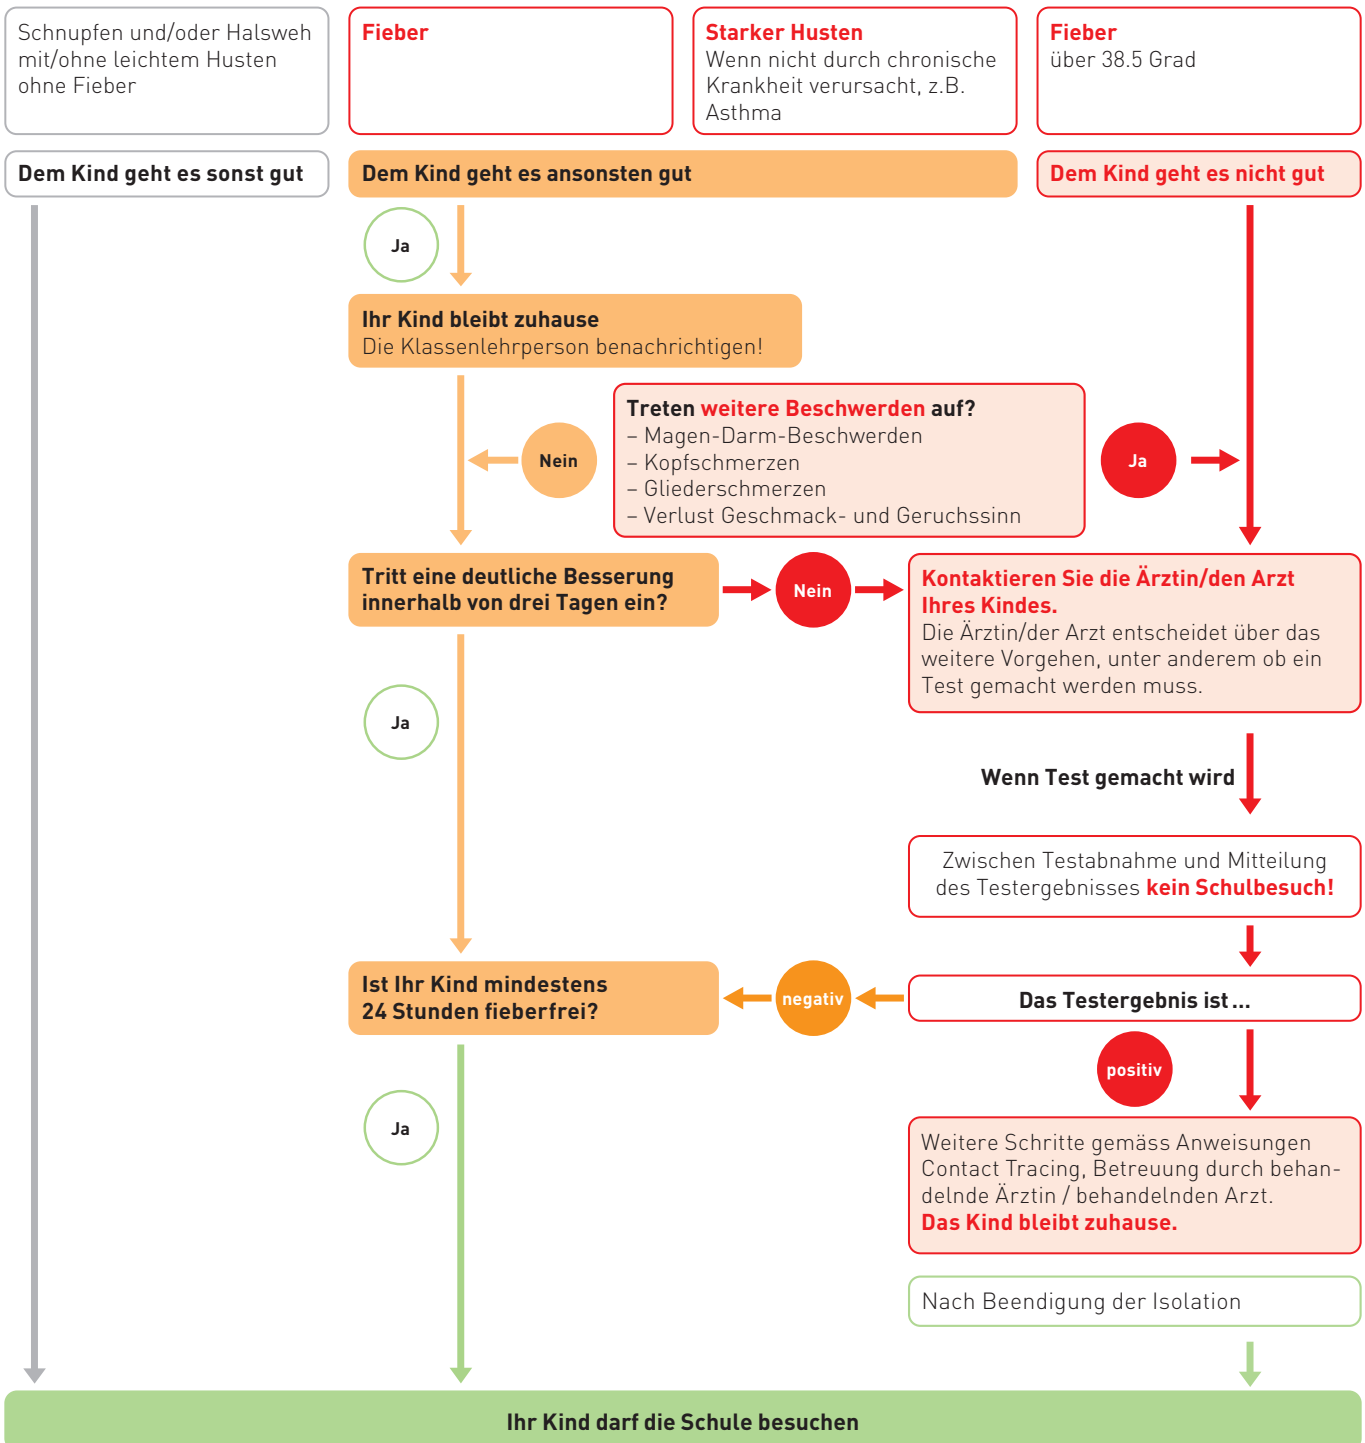 Schnupfen und/oder Halsweh
mit/ohne leichtem Husten
ohne Fieber
Fieber
Starker Husten
Wenn nicht durch chronische
Krankheit verursacht, z.B.
Asthma
Fieber
über 38.5 Grad
Dem Kind geht es sonst gut
Dem Kind geht es ansonsten gut
Dem Kind geht es nicht gut
Ja
Ihr Kind bleibt zuhause
Die Klassenlehrperson benachrichtigen!
Treten weitere Beschwerden auf?
– Magen-Darm-Beschwerden
– Kopfschmerzen
– Gliederschmerzen
– Verlust Geschmack- und Geruchssinn
Nein
Ja
Tritt eine deutliche Besserung
innerhalb von drei Tagen ein?
Nein
Kontaktieren Sie die Ärztin/den Arzt
Ihres Kindes.
Die Ärztin/der Arzt entscheidet über das
weitere Vorgehen, unter anderem ob ein
Test gemacht werden muss.
Ja
Wenn Test gemacht wird
Zwischen Testabnahme und Mitteilung
des Testergebnisses kein Schulbesuch!
Ist Ihr Kind mindestens
24 Stunden fieberfrei?
negativ
Das Testergebnis ist ...
positiv
Ja
Weitere Schritte gemäss Anweisungen
Contact Tracing, Betreuung durch behan-
delnde Ärztin / behandelnden Arzt.
Das Kind bleibt zuhause.
Nach Beendigung der Isolation
Ihr Kind darf die Schule besuchen